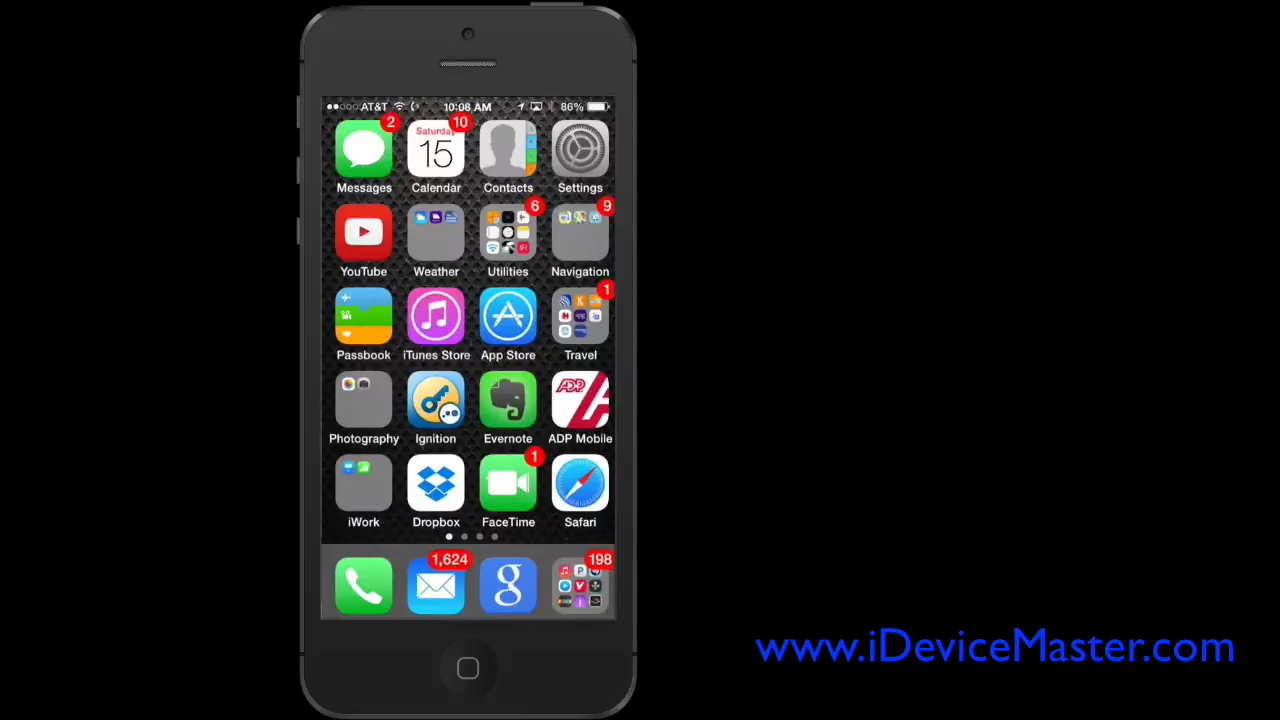 AT&T 10:08 AM 86%
2 10
Saturday
15
Messages Calendar Contacts Settings
6 9
YouTube Weather Utilities Navigation
1
Passbook iTunes Store App Store Travel
ADP
Photography Ignition Evernote ADP Mobile
1
iWork Dropbox FaceTime Safari
1,624 198
g
www.iDeviceMaster.com